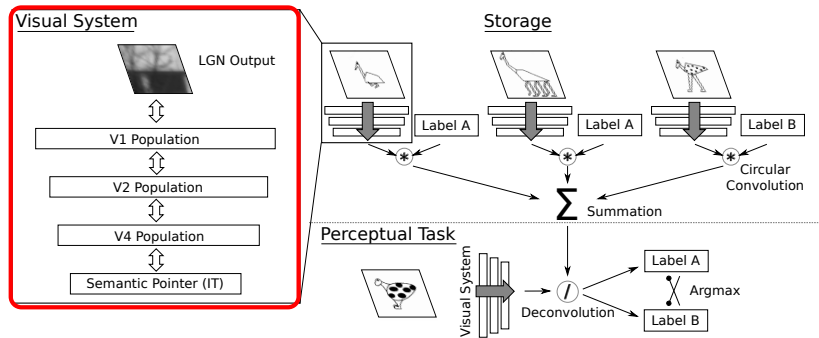 Visual System
LGN Output
V1 Population
V2 Population
V4 Population
Semantic Pointer (IT)
Storage
Label A
Label A
Label B
*
*
*
Circular
Convolution
Σ
Summation
Perceptual Task
Visual System
/
Deconvolution
Label A
Argmax
Label B